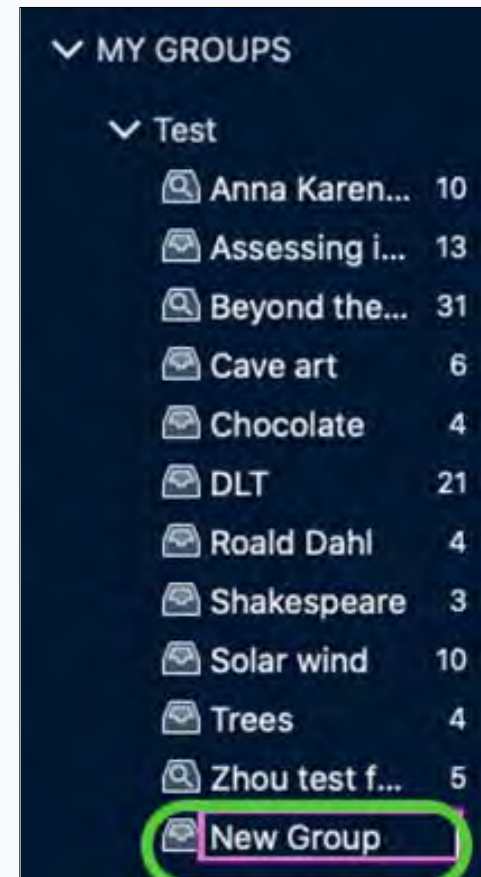 MY GROUPS
Test
Anna Karen... 10
Assessing i... 13
Beyond the... 31
Cave art 6
Chocolate 4
DLT 21
Roald Dahl 4
Shakespeare 3
Solar wind 10
Trees 4
Zhou test f... 5
New Group